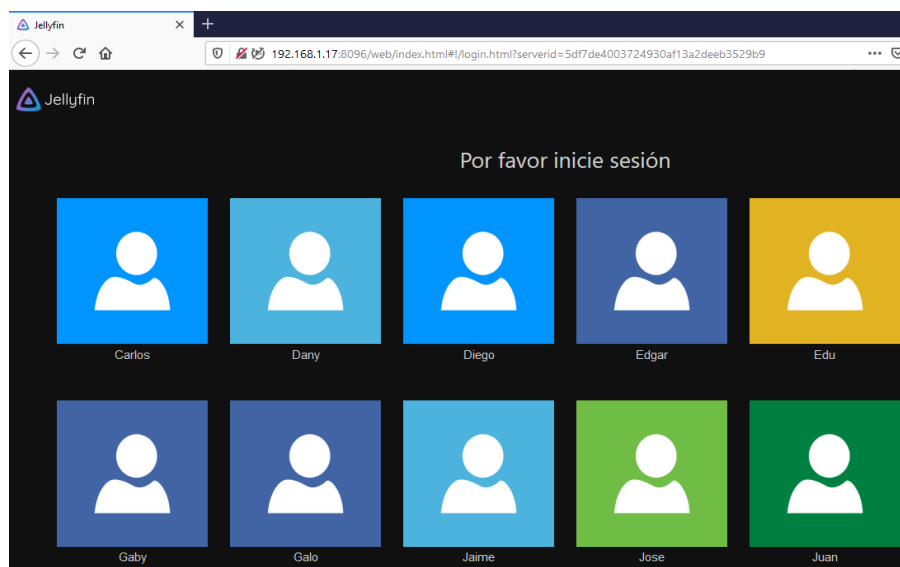 Jellyfin
192.168.1.17:8096/web/index.html#!/login.html?serverid=5df7de4003724930af13a2deeb3529b9
Jellyfin
Por favor inicie sesión
Carlos Dany Diego Edgar Edu
Gaby Galo Jaime Jose Juan